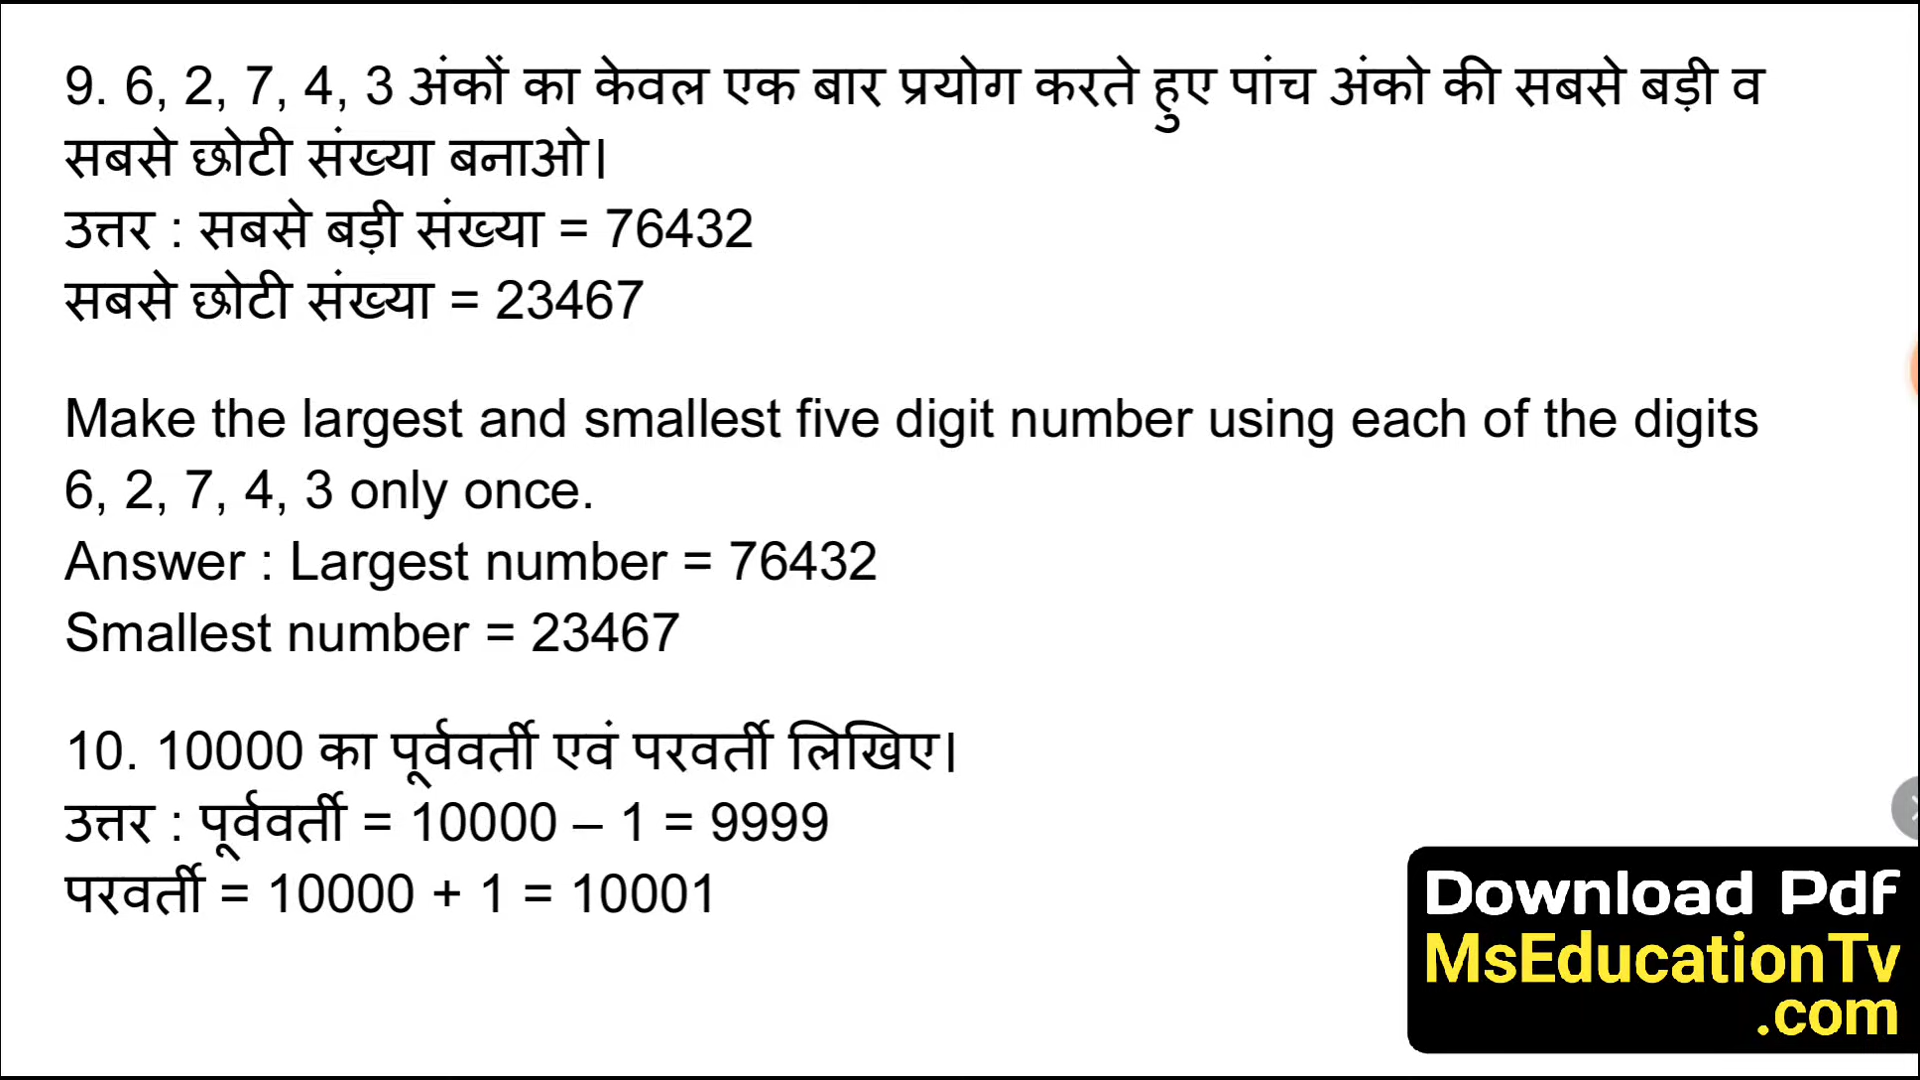 9. 6, 2, 7, 4, 3 अंकों का केवल एक बार प्रयोग करते हुए पांच अंको की सबसे बड़ी व
सबसे छोटी संख्या बनाओ।
उत्तर : सबसे बड़ी संख्या = 76432
सबसे छोटी संख्या = 23467
Make the largest and smallest five digit number using each of the digits
6, 2, 7, 4, 3 only once.
Answer : Largest number = 76432
Smallest number = 23467
10. 10000 का पूर्ववर्ती एवं परवर्ती लिखिए।
उत्तर : पूर्ववर्ती = 10000 – 1 = 9999
परवर्ती = 10000 + 1 = 10001
Download Pdf
MsEducationTv
.com